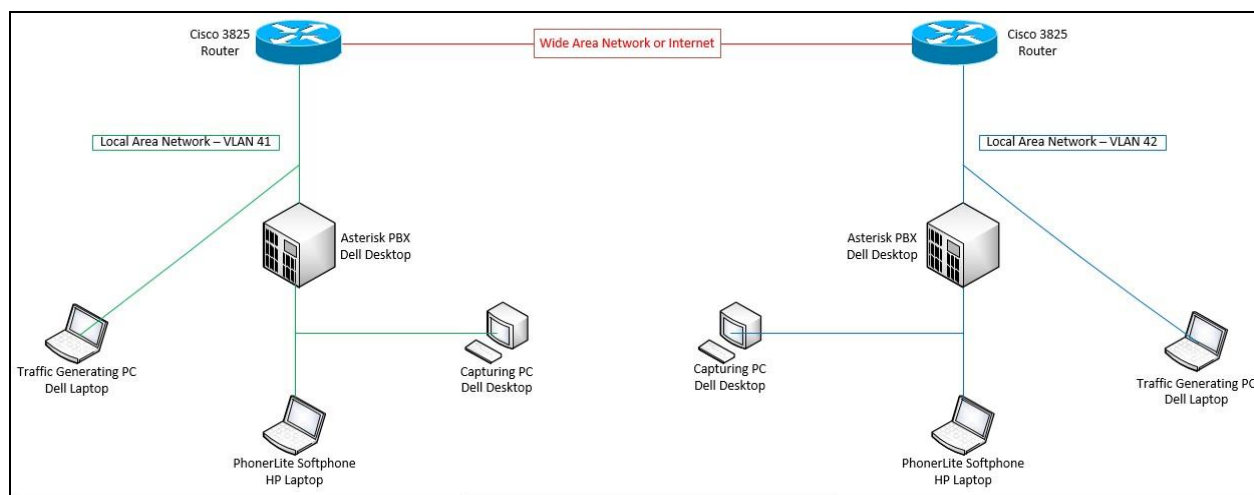 Cisco 3825
Router
Wide Area Network or Internet
Cisco 3825
Router
Local Area Network – VLAN 41
Local Area Network – VLAN 42
Asterisk PBX
Dell Desktop
Asterisk PBX
Dell Desktop
Traffic Generating PC
Dell Laptop
Capturing PC
Dell Desktop
Capturing PC
Dell Desktop
Traffic Generating PC
Dell Laptop
PhonerLite Softphone
HP Laptop
PhonerLite Softphone
HP Laptop